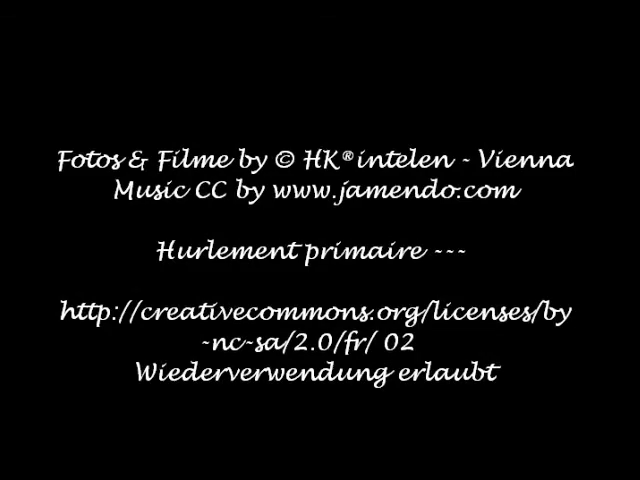 Fotos & Filme by © HK®intelen - Vienna
Music CC by www.jamendo.com
Hurlement primaire ---
http://creativecommons.org/licenses/by
-nc-sa/2.0/fr/ 02
Wiederverwendung erlaubt